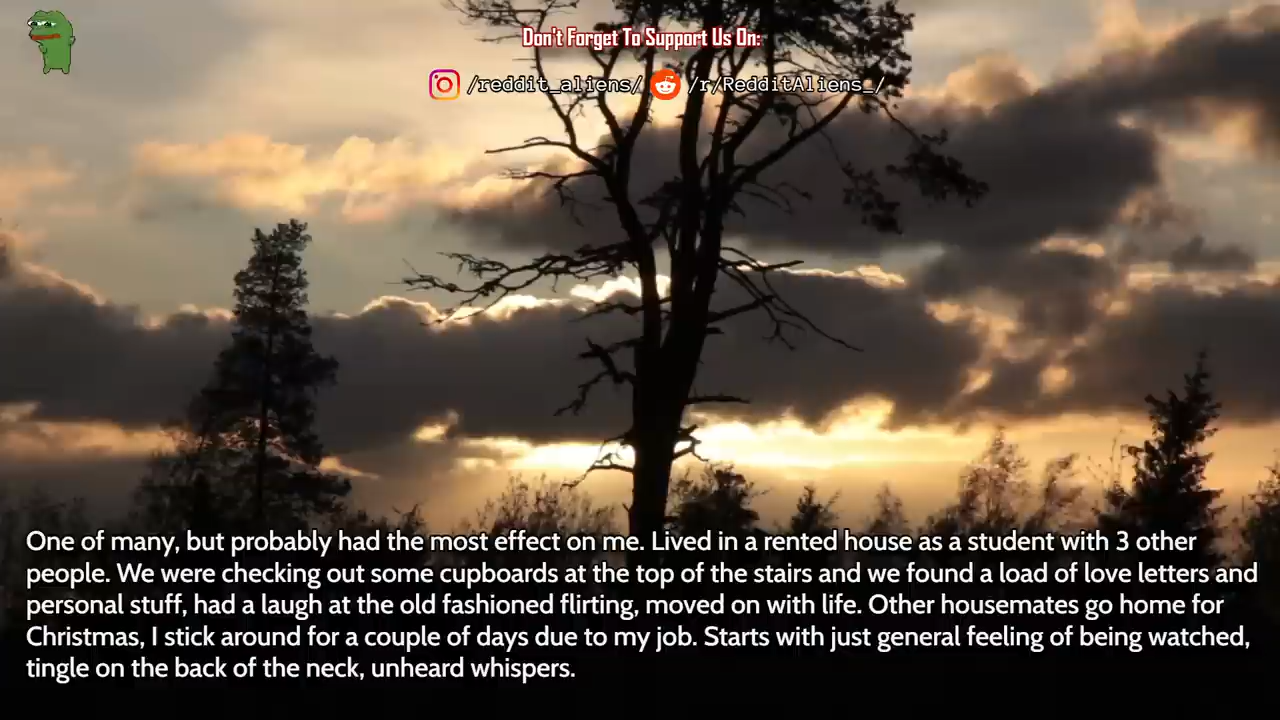 Don't Forget To Support Us On:
/reddit_aliens/ /r/RedditAliens_/
One of many, but probably had the most effect on me. Lived in a rented house as a student with 3 other
people. We were checking out some cupboards at the top of the stairs and we found a load of love letters and
personal stuff, had a laugh at the old fashioned flirting, moved on with life. Other housemates go home for
Christmas, I stick around for a couple of days due to my job. Starts with just general feeling of being watched,
tingle on the back of the neck, unheard whispers.